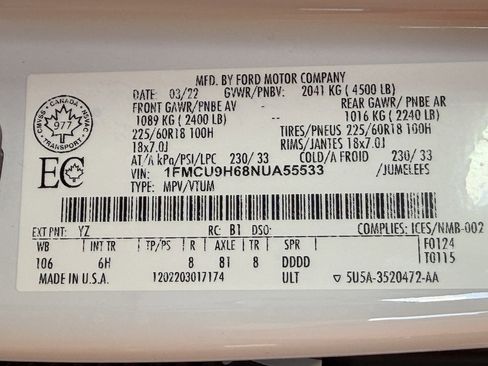 MFD. BY FORD MOTOR COMPANY
DATE: 03/22 GVWR/PNBV: 2041 KG ( 4500 LB)
FRONT GAWR/PNBE AV REAR GAWR/ PNBE AR
1089 KG ( 2400 LB) 1016 KG ( 2240 LB)
225/60R18 100H TIRES/PNEUS 225/60R18 100H
18x7.0J RIMS/JANTES 18x7.0J
AT/A kPa/PSI/LPC 230/ 33 COLD/A FROID 230/ 33
VIN: 1FMCU9H68NUA55533 /JUMELEES
TYPE: MPV/VTUM
CANADA
CMVSS NSVAC
977
TRANSPORT
EC
EXT PNT: YZ RC: B1 DSO: COMPLIES: ICES/NMB-002
WB INT TR TP/PS R AXLE TR SPR F0124
106 6H 8 81 8 DDDD T0115
MADE IN U.S.A. 1202203017174 ULT ▽ 5U5A-3520472-AA